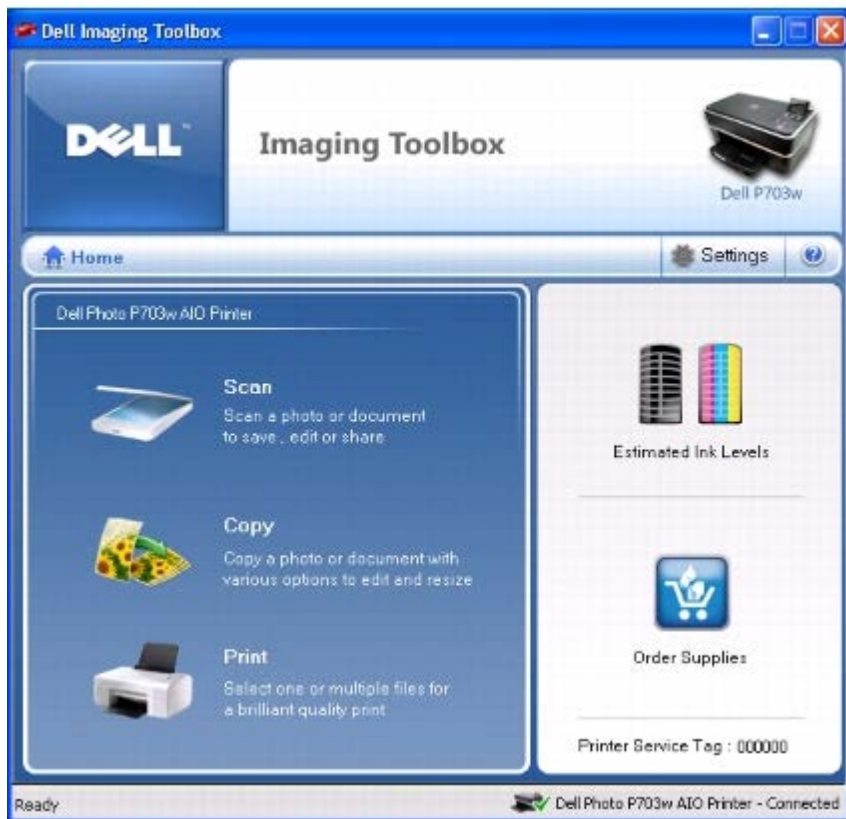 Dell Imaging Toolbox
DELL™
Imaging Toolbox
Dell P703w
Home
Settings
?
Dell Photo P703w AIO Printer
Scan
Scan a photo or document
to save , edit or share
Copy
Copy a photo or document with
various options to edit and resize
Print
Select one or multiple files for
a brilliant quality print
Estimated Ink Levels
Order Supplies
Printer Service Tag : 000000
Ready
Dell Photo P703w AIO Printer - Connected